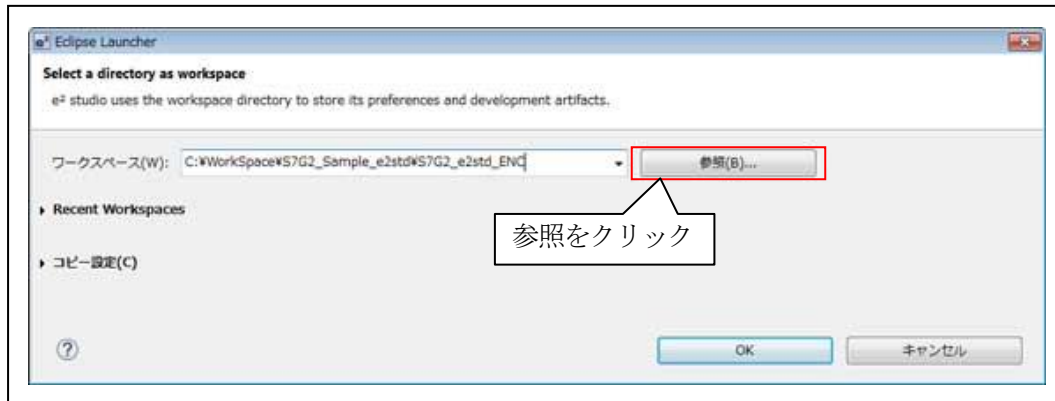 e² Eclipse Launcher
Select a directory as workspace
e² studio uses the workspace directory to store its preferences and development artifacts.
ワークスペース(W): C:¥WorkSpace¥S7G2_Sample_e2std¥S7G2_e2std_ENC 参照(B)...
Recent Workspaces
参照をクリック
コピー設定(C)
? OK キャンセル